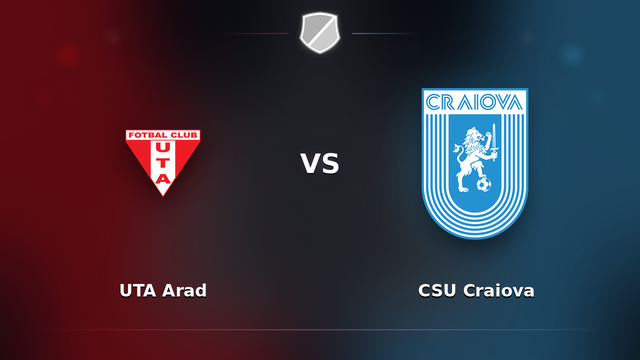 FOTBAL CLUB
UTA
CRAIOVA
VS
UTA Arad
CSU Craiova